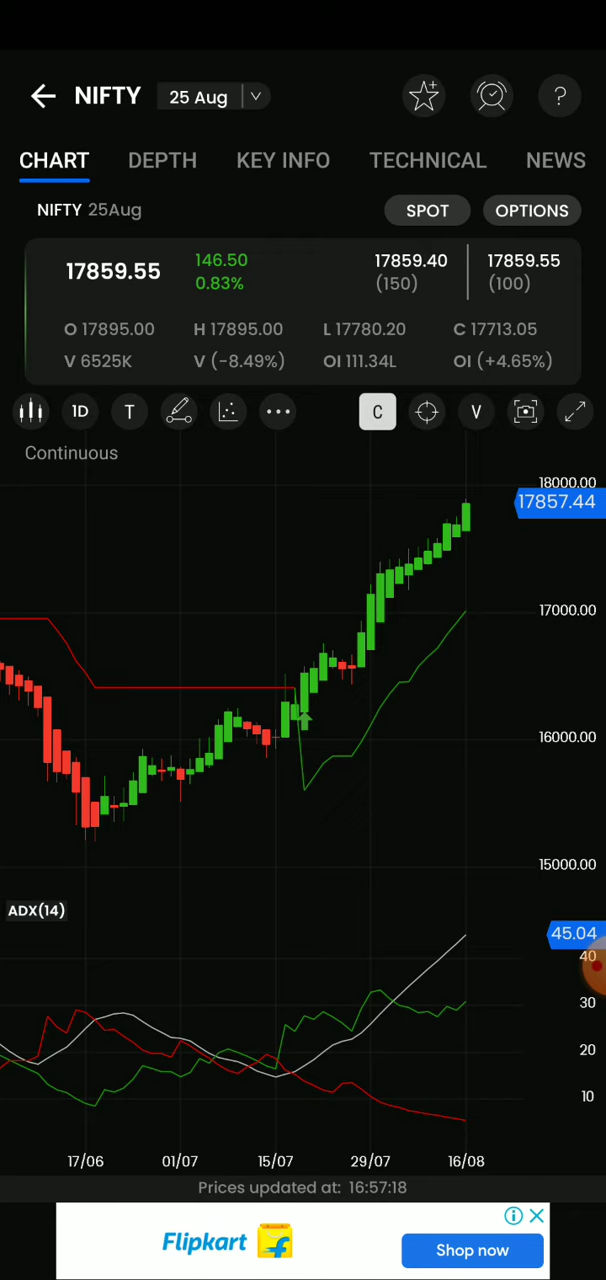 NIFTY 25 Aug ?
CHART DEPTH KEY INFO TECHNICAL NEWS
NIFTY 25Aug SPOT OPTIONS
17859.55 146.50 0.83% 17859.40 (150) 17859.55 (100)
O 17895.00 H 17895.00 L 17780.20 C 17713.05
V 6525K V (-8.49%) OI 111.34L OI (+4.65%)
1D T C V
Continuous
18000.00
17857.44
17000.00
16000.00
15000.00
ADX(14)
45.04
40
30
20
10
17/06 01/07 15/07 29/07 16/08
Prices updated at: 16:57:18
Flipkart Shop now